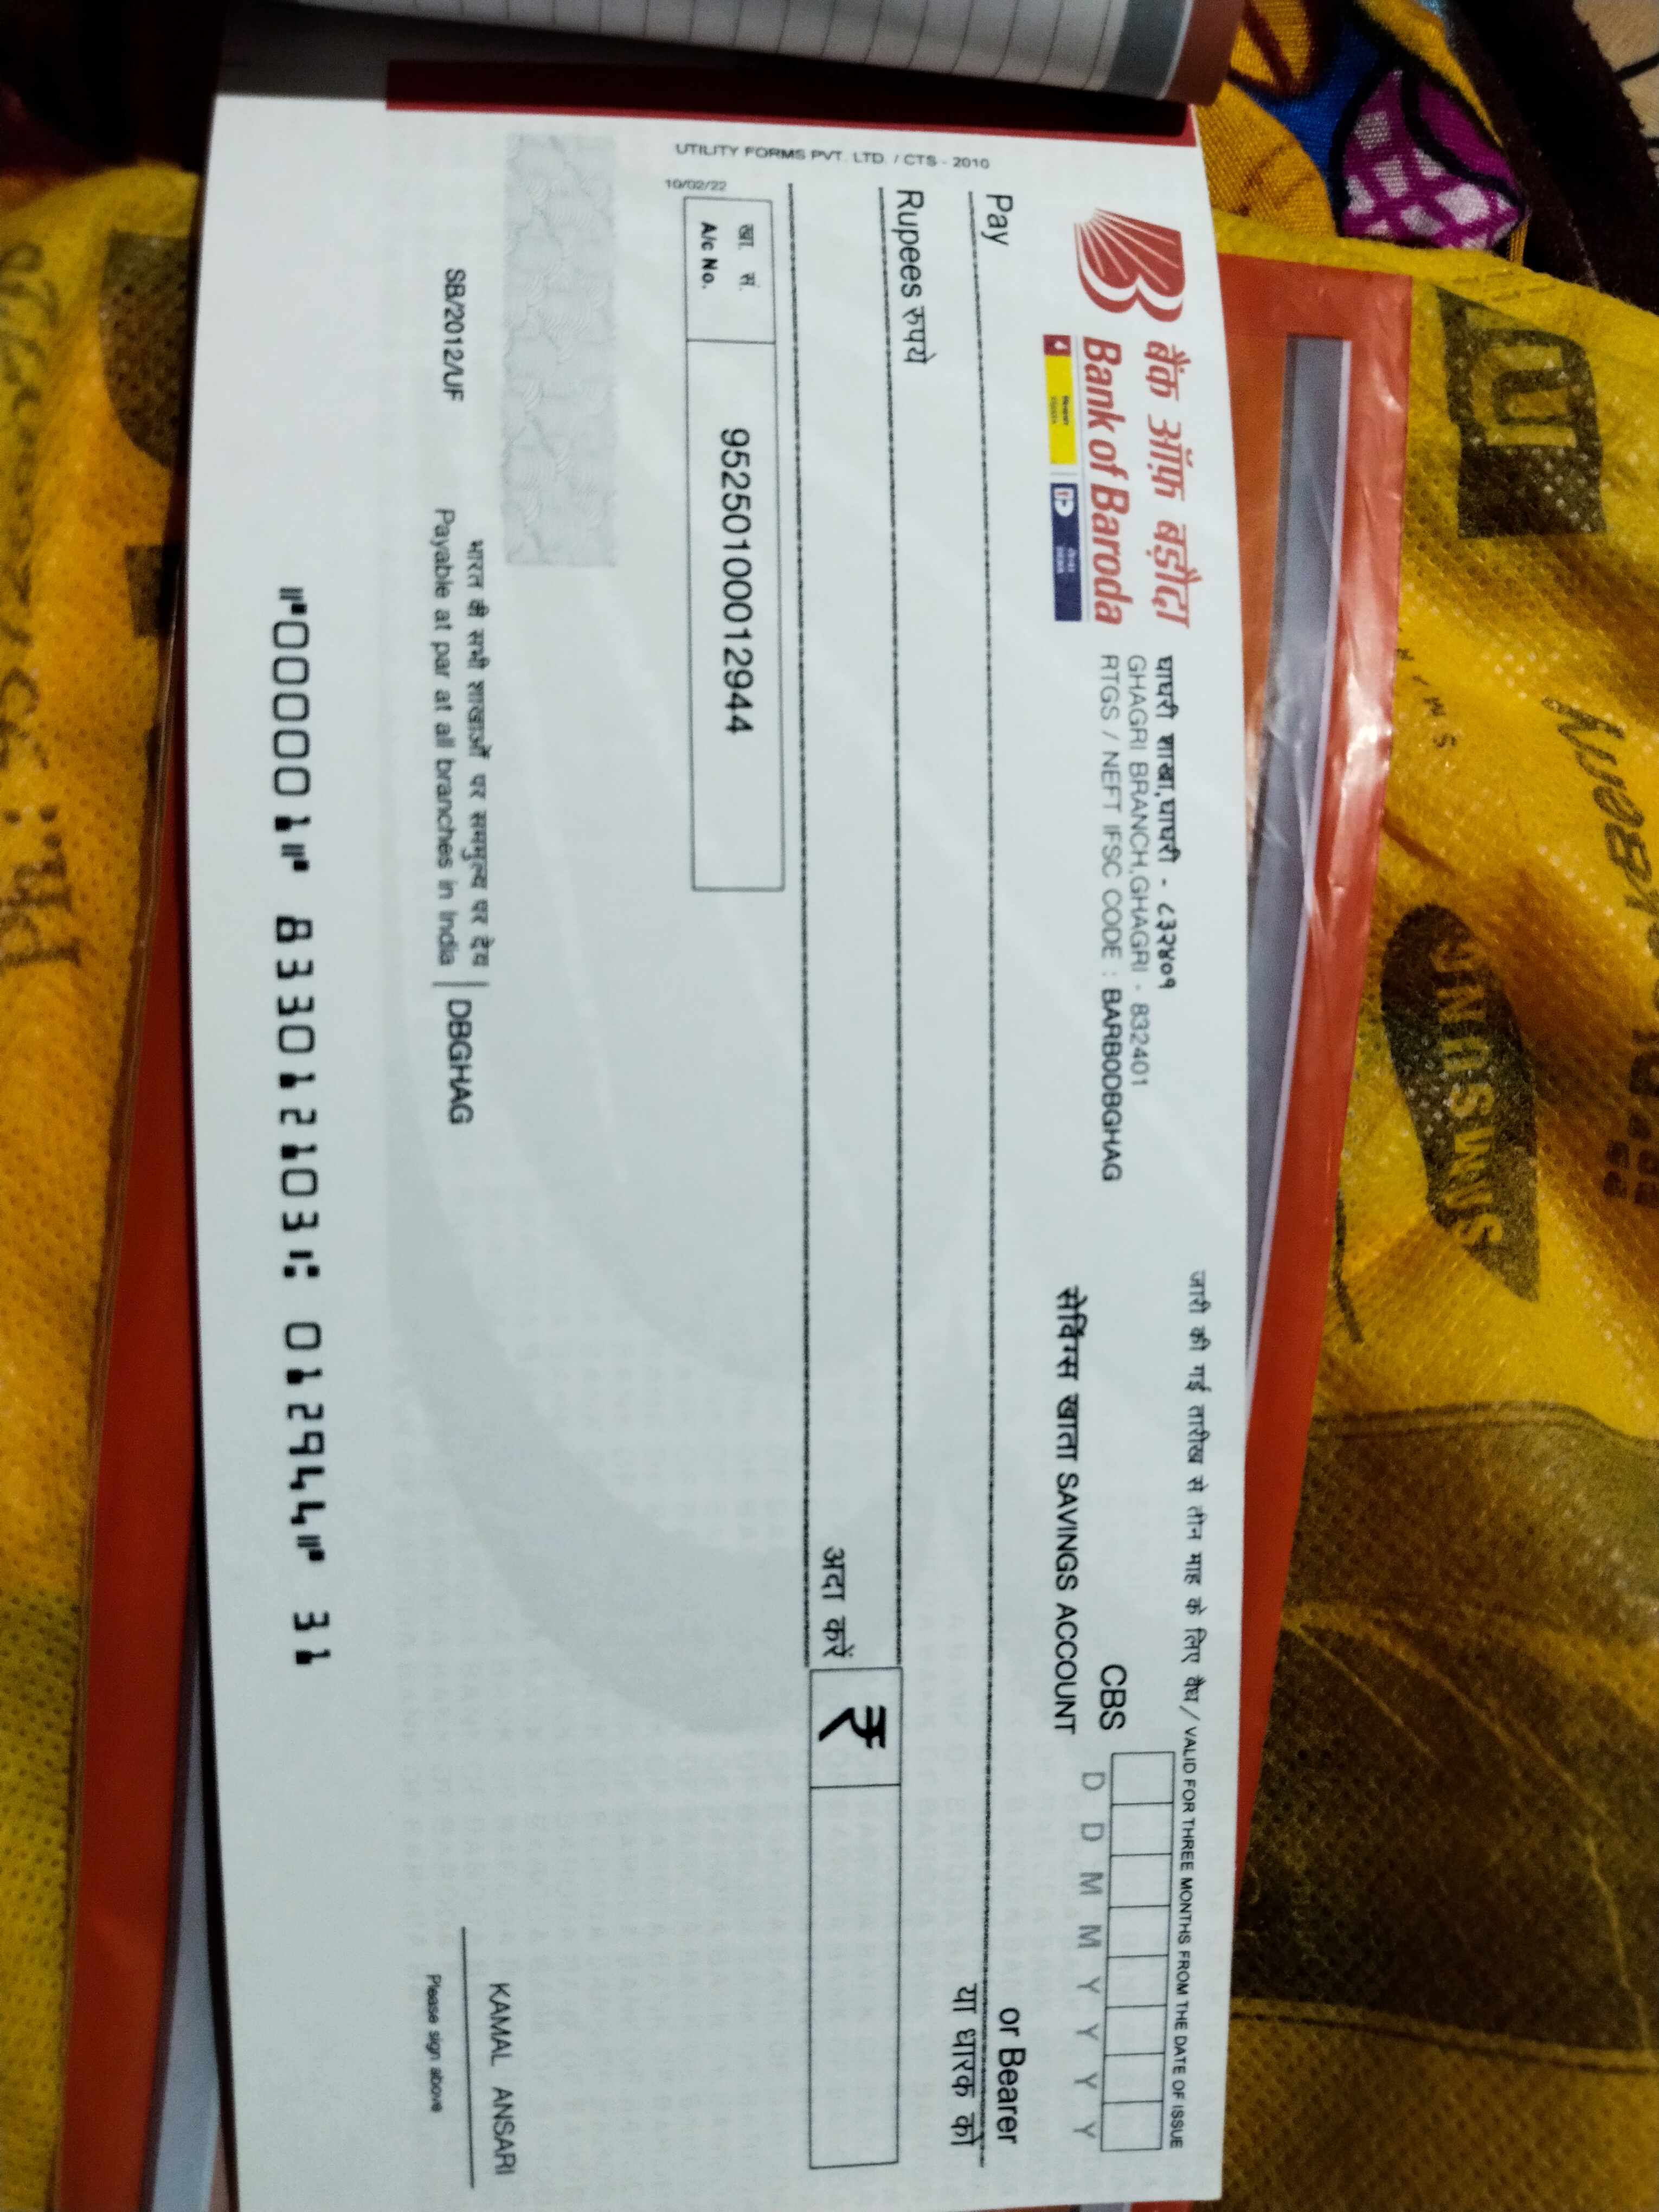 बैंक ऑफ़ बड़ौदा
Bank of Baroda
घाघरी शाखा,घाघरी - ८३२४०१
GHAGRI BRANCH,GHAGRI - 832401
RTGS / NEFT IFSC CODE : BARB0DBGHAG
जारी की गई तारीख से तीन माह के लिए वैध / VALID FOR THREE MONTHS FROM THE DATE OF ISSUE
CBS
D D M M Y Y Y Y
सेविंग्स खाता SAVINGS ACCOUNT
Pay
or Bearer
या धारक को
Rupees रुपये
अदा करें
₹
खा. सं.
A/c No.
95250100012944
UTILITY FORMS PVT. LTD. / CTS - 2010
10/02/22
SB/2012/UF
भारत की सभी शाखाओं पर सममुल्य पर देय
Payable at par at all branches in India
DBGHAG
KAMAL ANSARI
Please sign above
⑈000001⑈ 833012103⑆ 012944⑈ 31
SAMSUNG